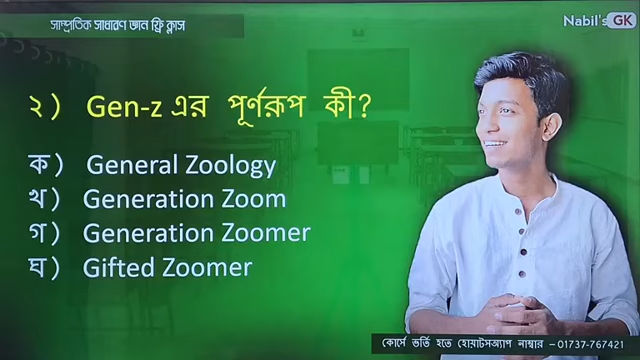 সাম্প্রতিক সাধারণ জ্ঞান ফ্রি ক্লাস
Nabil's GK
২) Gen-z এর পূর্ণরূপ কী?
ক) General Zoology
খ) Generation Zoom
গ) Generation Zoomer
ঘ) Gifted Zoomer
কোর্সে ভর্তি হতে হোয়াটসঅ্যাপ নাম্বার –01737-767421